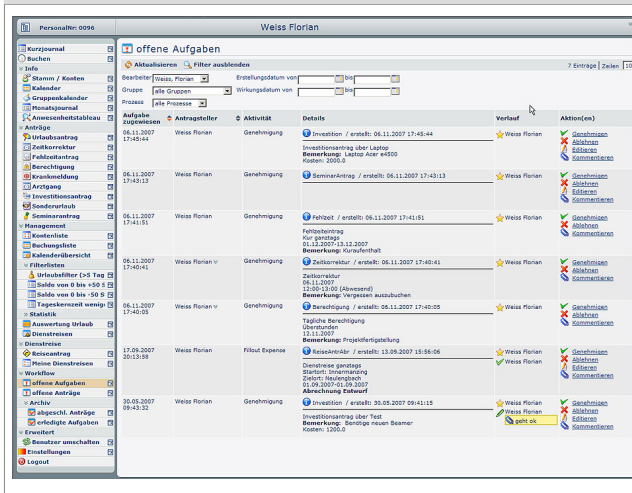 PersonalNr: 0096
Weiss Florian
Kurzjournal
Buchen
Info
Stamm / Konten
Kalender
Gruppenkalender
Monatsjournal
Anwesenheitstableau
Anträge
Urlaubsantrag
Zeitkorrektur
Fehlzeitantrag
Berechtigung
Krankmeldung
Arztgang
Investitionsantrag
Sonderurlaub
Seminarantrag
Management
Kontenliste
Buchungsliste
Kalenderübersicht
Filterlisten
Urlaubsfilter (>5 Tag
Saldo von 0 bis +50 S
Saldo von 0 bis -50 S
Tageskernzeit wenig
Statistik
Auswertung Urlaub
Dienstreisen
Dienstreise
Reiseantrag
Meine Dienstreisen
Workflow
offene Aufgaben
offene Anträge
Archiv
abgeschl. Anträge
erledigte Aufgaben
Erweitert
Benutzer umschalten
Einstellungen
Logout
offene Aufgaben
Aktualisieren Filter ausblenden
7 Einträge | Zeilen 10
Bearbeiter Weiss, Florian Erstellungsdatum von bis
Gruppe alle Gruppen Wirkungsdatum von bis
Prozess alle Prozesse
Aufgabe zugewiesen Antragsteller Aktivität Details Verlauf Aktion(en)
06.11.2007 17:45:44 Weiss Florian Genehmigung
Investition / erstellt: 06.11.2007 17:45:44
Investitionsantrag über Laptop
Bemerkung: Laptop Acer e4500
Kosten: 2000.0
Weiss Florian
Genehmigen
Ablehnen
Editieren
Kommentieren
06.11.2007 17:43:13 Weiss Florian Genehmigung
SeminarAntrag / erstellt: 06.11.2007 17:43:13
Weiss Florian
Genehmigen
Ablehnen
Editieren
Kommentieren
06.11.2007 17:41:51 Weiss Florian Genehmigung
Fehlzeit / erstellt: 06.11.2007 17:41:51
Fehlzeiteintrag
Kur ganztags
01.12.2007-13.12.2007
Bemerkung: Kuraufenthalt
Weiss Florian
Genehmigen
Ablehnen
Kommentieren
06.11.2007 17:40:41 Weiss Florian Genehmigung
Zeitkorrektur / erstellt: 06.11.2007 17:40:41
Zeitkorrektur
06.11.2007
12:00-13:00 (Abwesend)
Bemerkung: Vergessen auszubuchen
Weiss Florian
Genehmigen
Ablehnen
Kommentieren
06.11.2007 17:40:05 Weiss Florian Genehmigung
Berechtigung / erstellt: 06.11.2007 17:40:05
Tägliche Berechtigung
Überstunden
12.11.2007
Bemerkung: Projektfertigstellung
Weiss Florian
Genehmigen
Ablehnen
Kommentieren
17.09.2007 20:13:58 Weiss Florian Fillout Expense
ReiseAntrAbr / erstellt: 13.09.2007 15:56:06
Dienstreise ganztags
Startort: Innermanzing
Zielort: Neulengbach
01.09.2007-01.09.2007
Abrechnung Entwurf
Weiss Florian
Weiss Florian
Genehmigen
Ablehnen
Editieren
Kommentieren
30.05.2007 09:43:32 Weiss Florian Genehmigung
Investition / erstellt: 30.05.2007 09:41:15
Investitionsantrag über Test
Bemerkung: Benötige neuen Beamer
Kosten: 1200.0
Weiss Florian
Weiss Florian
geht ok
Genehmigen
Ablehnen
Editieren
Kommentieren